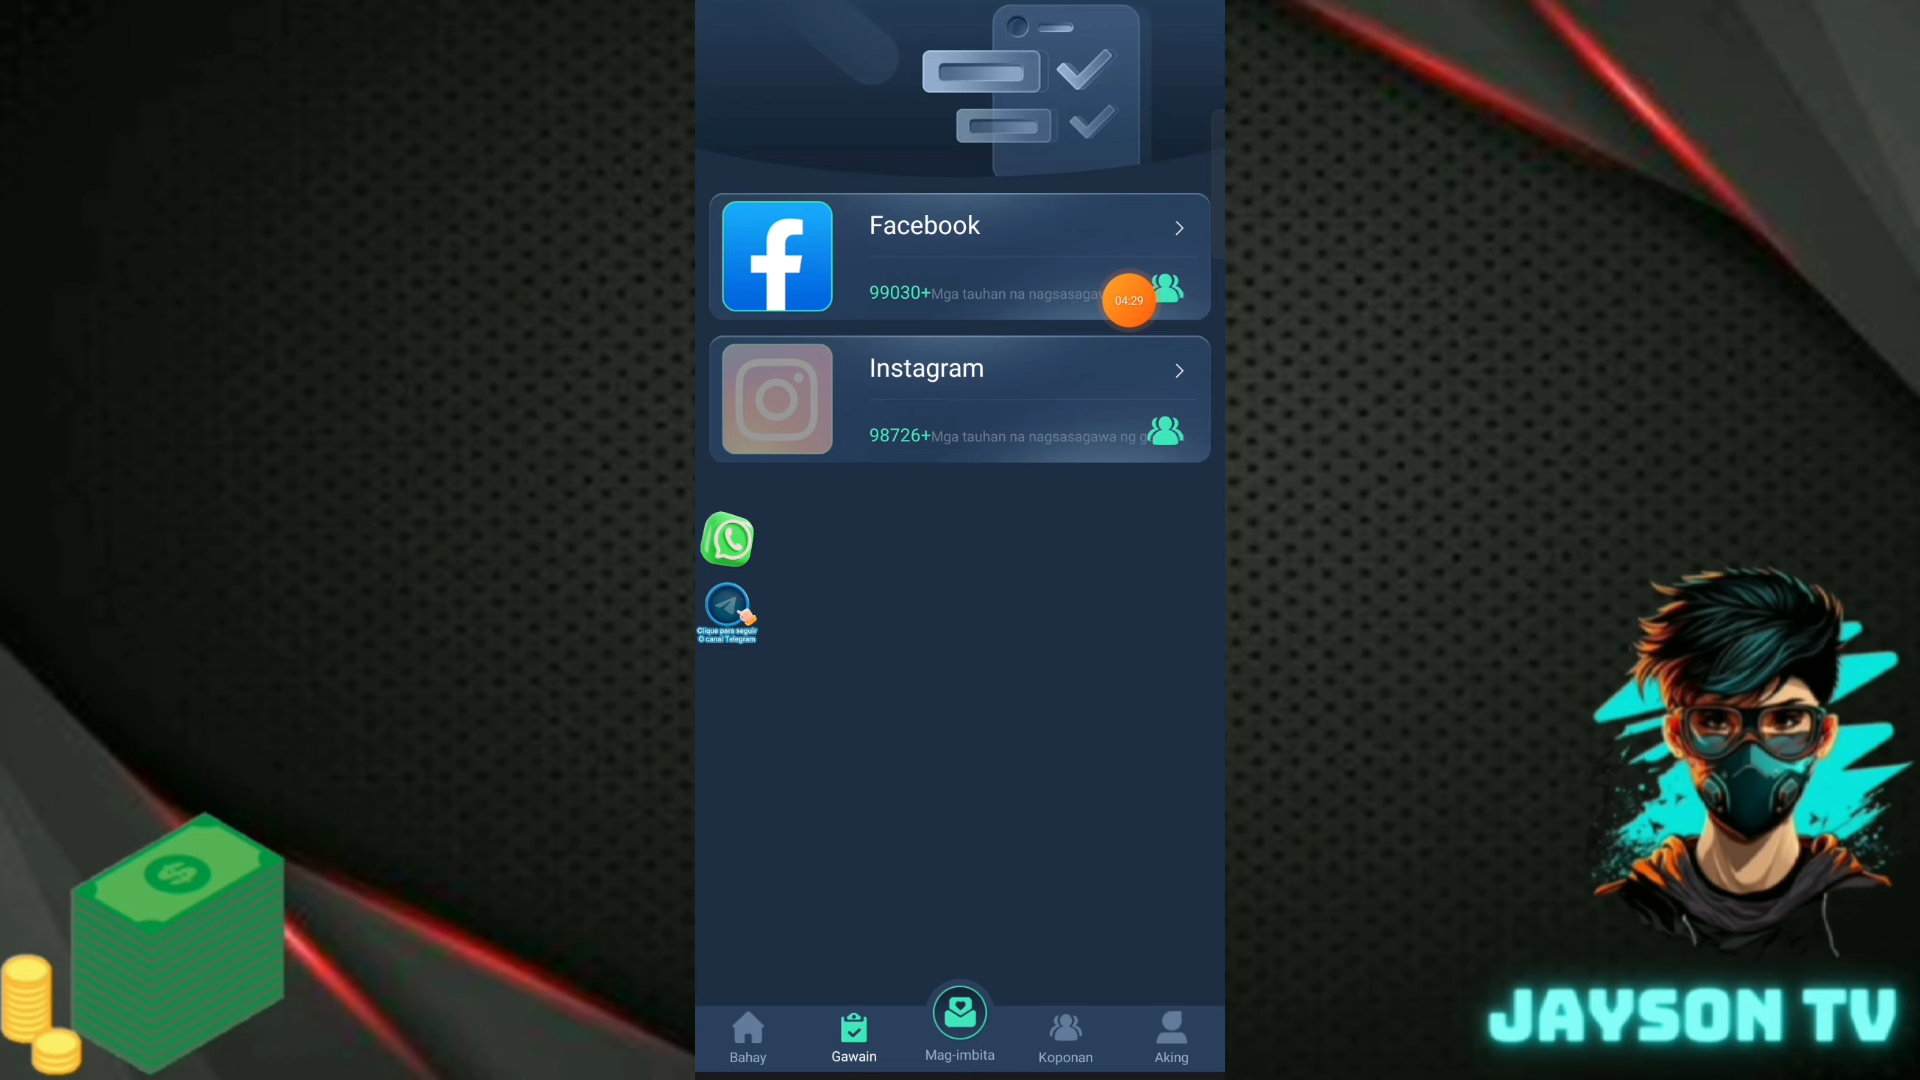 Facebook
99030+Mga tauhan na nagsasaga
04:29
Instagram
98726+Mga tauhan na nagsasagawa ng g
Clique para seguir
O canal Telegram
Bahay
Gawain
Mag-imbita
Koponan
Aking
JAYSON TV